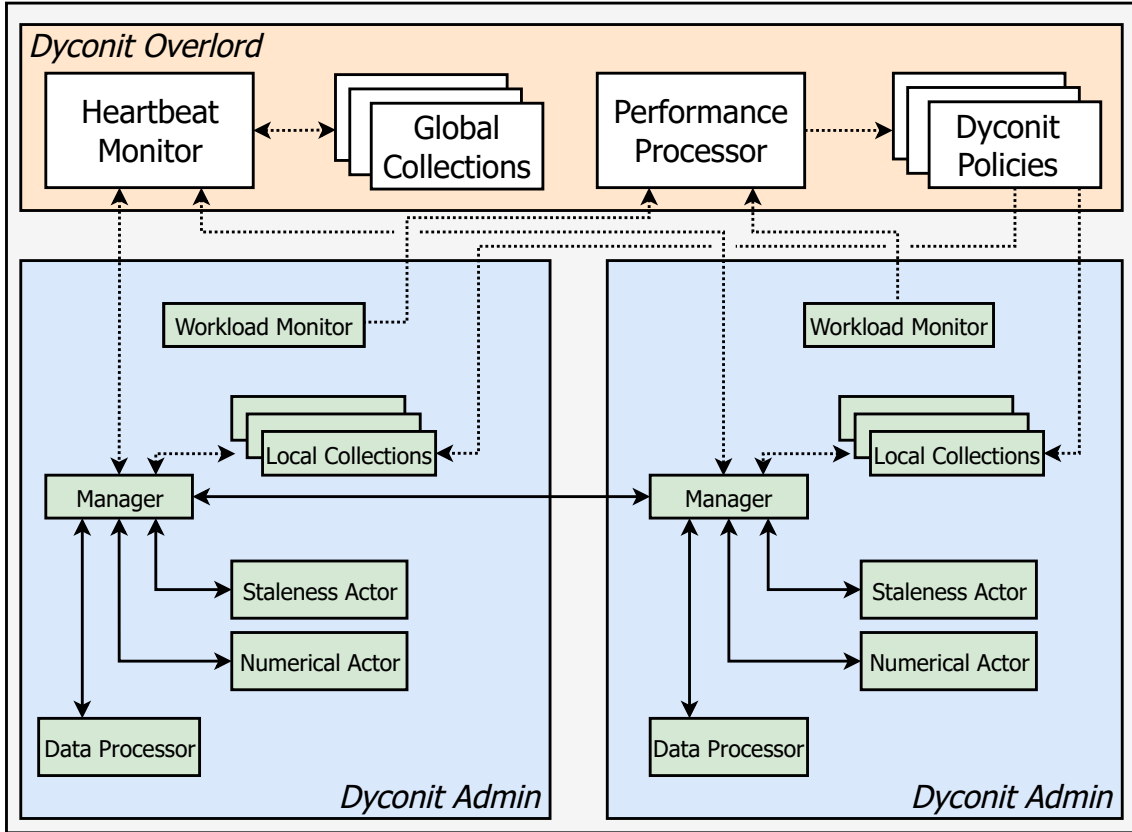 Dyconit Overlord
Heartbeat
Monitor
Global
Collections
Performance
Processor
Dyconit
Policies
Workload Monitor
Local Collections
Manager
Staleness Actor
Numerical Actor
Data Processor
Dyconit Admin
Workload Monitor
Local Collections
Manager
Staleness Actor
Numerical Actor
Data Processor
Dyconit Admin